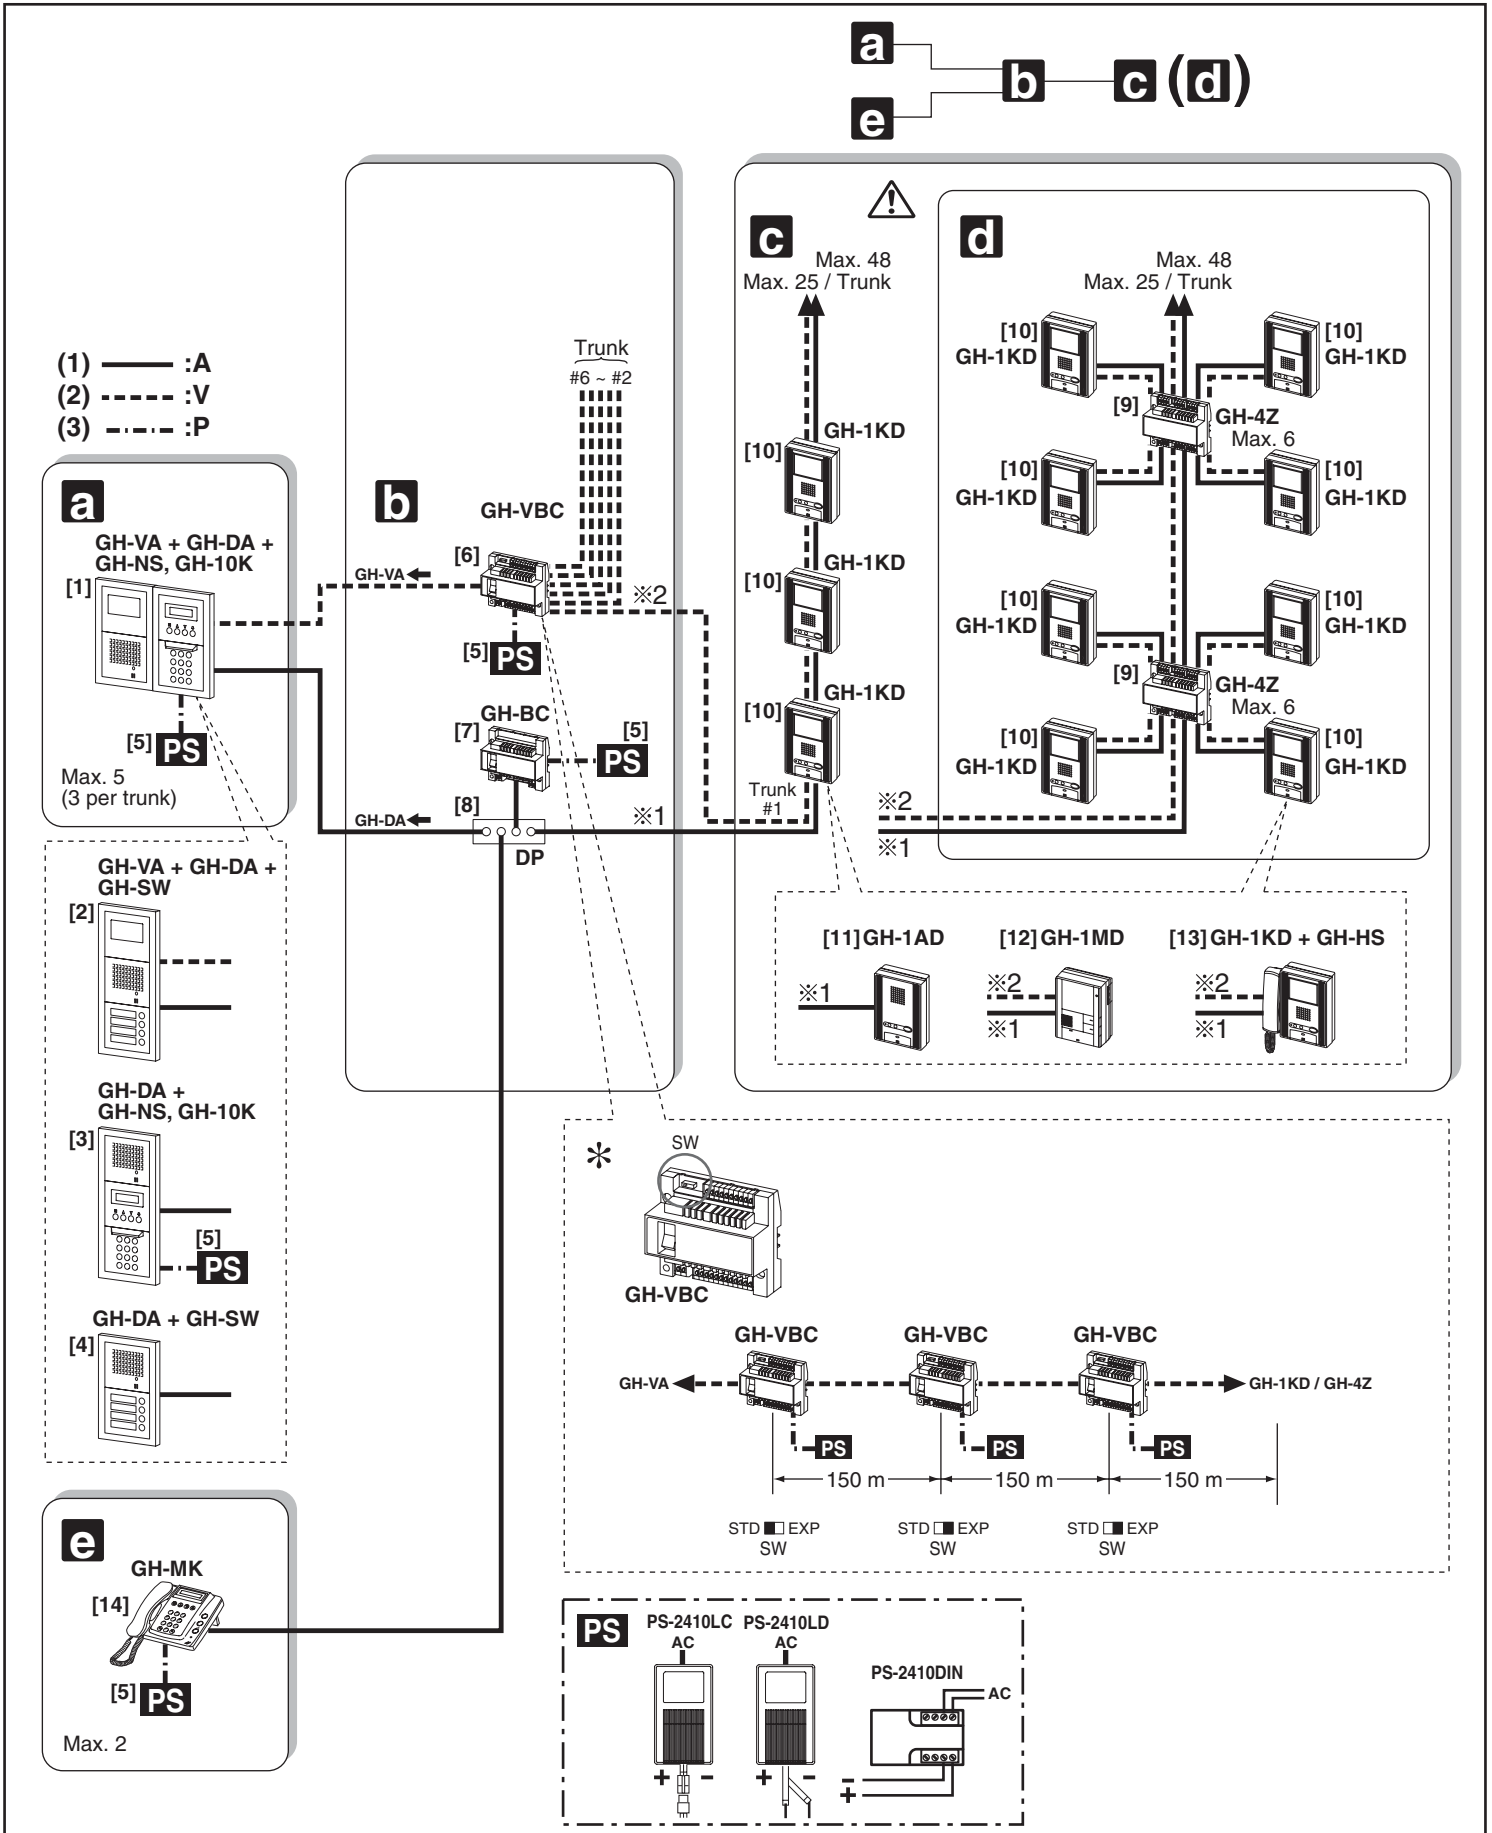 a
b
c
(d)
e
(1) :A
(2) :V
(3) :P
a
GH-VA + GH-DA +
GH-NS, GH-10K
[1]
[5] PS
Max. 5
(3 per trunk)
GH-VA + GH-DA +
GH-SW
[2]
GH-DA +
GH-NS, GH-10K
[3]
[5]
PS
GH-DA + GH-SW
[4]
e
GH-MK
[14]
[5] PS
Max. 2
b
Trunk
#6 ~ #2
GH-VBC
[6]
GH-VA
※2
[5] PS
GH-BC
[7]
[5]
PS
[8]
GH-DA
※1
DP
c
Max. 48
Max. 25 / Trunk
GH-1KD
[10]
GH-1KD
[10]
GH-1KD
[10]
Trunk
#1
d
Max. 48
Max. 25 / Trunk
[10]
GH-1KD
[10]
GH-1KD
[9]
GH-4Z
Max. 6
[10]
GH-1KD
[10]
GH-1KD
[10]
GH-1KD
[10]
GH-1KD
[9]
GH-4Z
Max. 6
[10]
GH-1KD
[10]
GH-1KD
※2
※1
[11] GH-1AD
※1
[12] GH-1MD
※2
※1
[13] GH-1KD + GH-HS
※2
※1
*
SW
GH-VBC
GH-VBC GH-VBC GH-VBC
GH-VA
GH-1KD / GH-4Z
PS PS PS
150 m 150 m 150 m
STD EXP STD EXP STD EXP
SW SW SW
PS
PS-2410LC PS-2410LD
AC AC
PS-2410DIN
AC
+ - + -
-
+